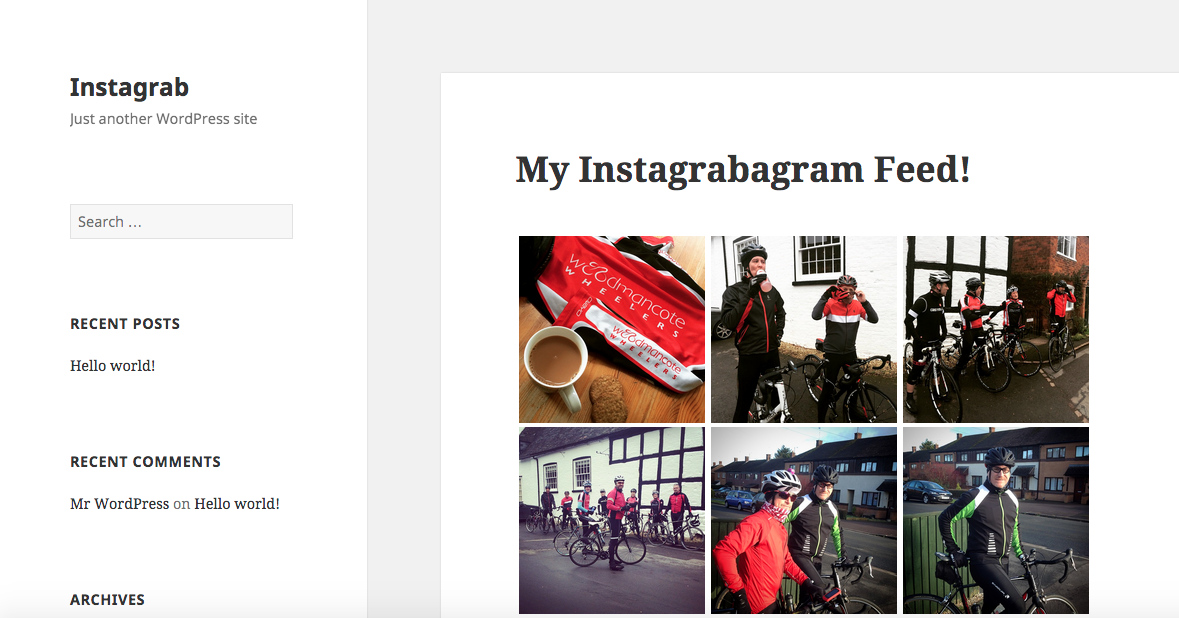 Instagrab
Just another WordPress site
Search …
RECENT POSTS
Hello world!
RECENT COMMENTS
Mr WordPress on Hello world!
ARCHIVES
My Instagrabagram Feed!
woodmancote
WHEELERS
woodmancote
WHEELERS